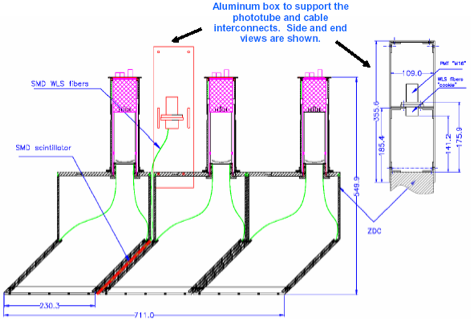 Aluminum box to support the
phototube and cable
interconnects. Side and end
views are shown.
SMD WLS fibers
SMD scintillator
PMT "M16"
109.0
WLS fibers
"cookie"
355.6
185.4
141.2
175.9
549.9
ZDC
230.3
711.0